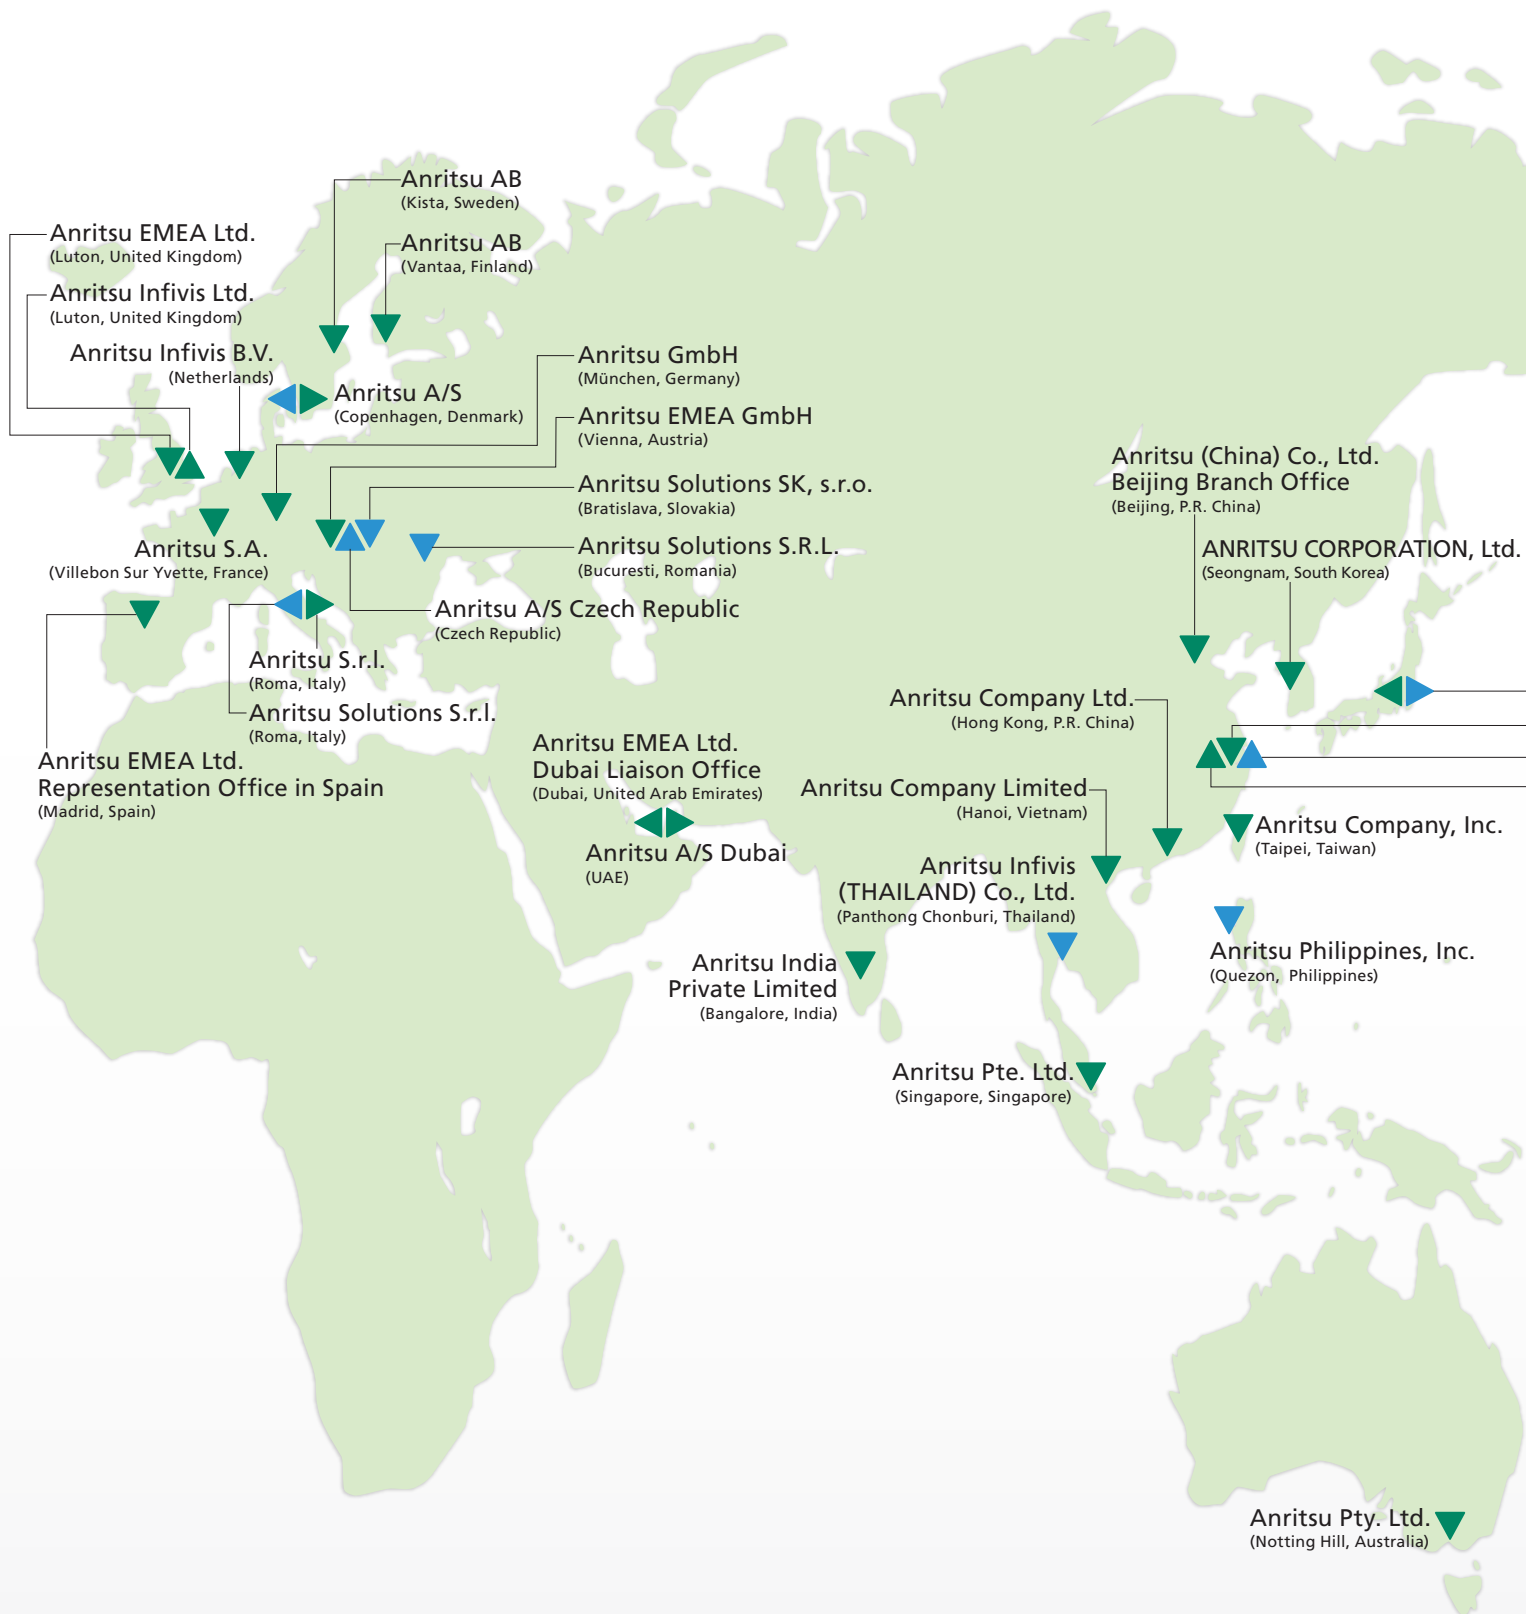 Anritsu AB
(Kista, Sweden)
Anritsu EMEA Ltd.
(Luton, United Kingdom)
Anritsu AB
(Vantaa, Finland)
Anritsu Infivis Ltd.
(Luton, United Kingdom)
Anritsu Infivis B.V.
(Netherlands)
Anritsu GmbH
(München, Germany)
Anritsu A/S
(Copenhagen, Denmark)
Anritsu EMEA GmbH
(Vienna, Austria)
Anritsu (China) Co., Ltd.
Beijing Branch Office
(Beijing, P.R. China)
Anritsu Solutions SK, s.r.o.
(Bratislava, Slovakia)
Anritsu S.A.
(Villebon Sur Yvette, France)
Anritsu Solutions S.R.L.
(Bucuresti, Romania)
ANRITSU CORPORATION, Ltd.
(Seongnam, South Korea)
Anritsu A/S Czech Republic
(Czech Republic)
Anritsu S.r.l.
(Roma, Italy)
Anritsu Solutions S.r.l.
(Roma, Italy)
Anritsu Company Ltd.
(Hong Kong, P.R. China)
Anritsu EMEA Ltd.
Representation Office in Spain
(Madrid, Spain)
Anritsu EMEA Ltd.
Dubai Liaison Office
(Dubai, United Arab Emirates)
Anritsu Company Limited
(Hanoi, Vietnam)
Anritsu Company, Inc.
(Taipei, Taiwan)
Anritsu A/S Dubai
(UAE)
Anritsu Infivis
(THAILAND) Co., Ltd.
(Panthong Chonburi, Thailand)
Anritsu Philippines, Inc.
(Quezon, Philippines)
Anritsu India
Private Limited
(Bangalore, India)
Anritsu Pte. Ltd.
(Singapore, Singapore)
Anritsu Pty. Ltd.
(Notting Hill, Australia)